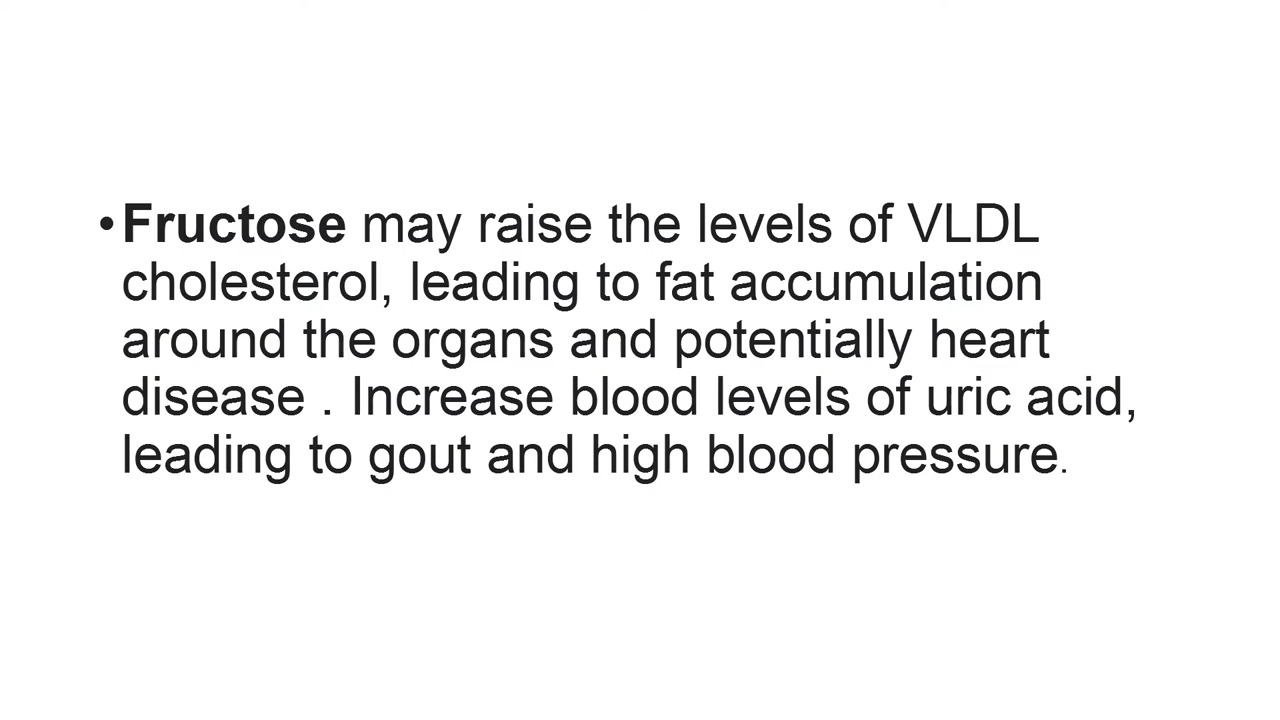 •Fructose may raise the levels of VLDL
cholesterol, leading to fat accumulation
around the organs and potentially heart
disease . Increase blood levels of uric acid,
leading to gout and high blood pressure.